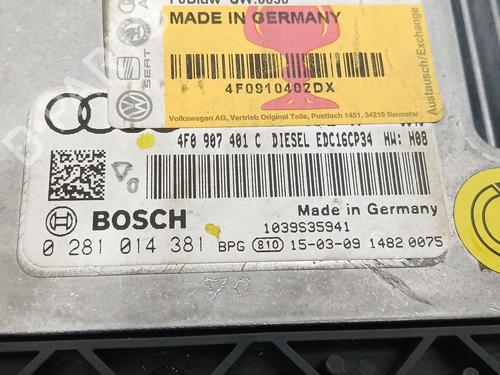 MADE IN GERMANY
4F0910402DX
Volkswagen AG, Vertrieb Original Teile, Postfach 1451, 34219 Baunatal
Austausch/Exchange
SEAT
4F0 907 401 C DIESEL EDC16CP34 HW: H08
BOSCH
Made in Germany
1039S35941
0 281 014 381 BPG 810 15-03-09 1482 0075